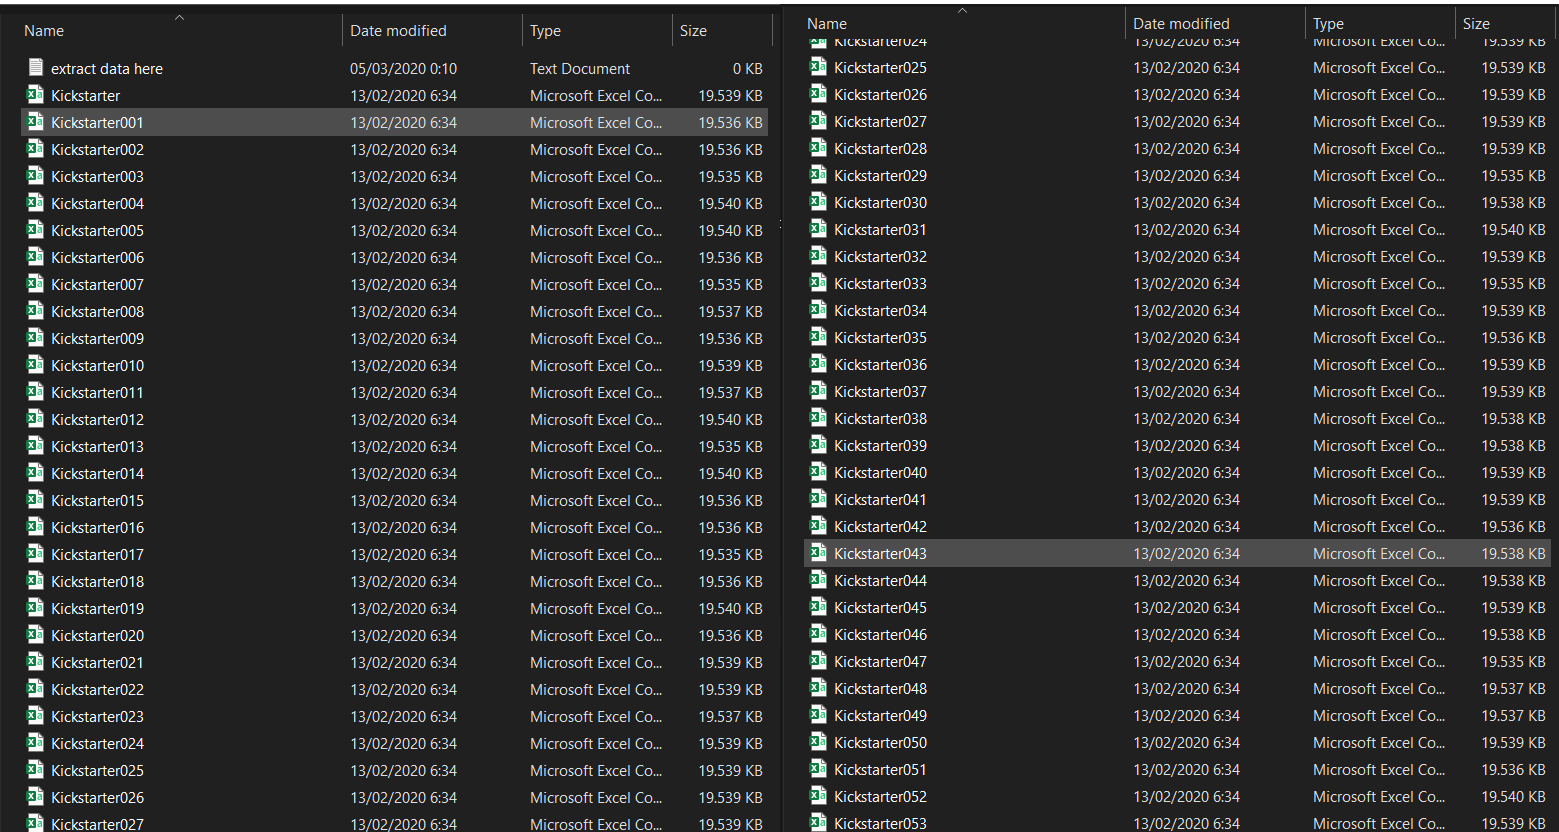 Name Date modified Type Size
extract data here 05/03/2020 0:10 Text Document 0 KB
Kickstarter 13/02/2020 6:34 Microsoft Excel Co... 19.539 KB
Kickstarter001 13/02/2020 6:34 Microsoft Excel Co... 19.536 KB
Kickstarter002 13/02/2020 6:34 Microsoft Excel Co... 19.536 KB
Kickstarter003 13/02/2020 6:34 Microsoft Excel Co... 19.535 KB
Kickstarter004 13/02/2020 6:34 Microsoft Excel Co... 19.540 KB
Kickstarter005 13/02/2020 6:34 Microsoft Excel Co... 19.540 KB
Kickstarter006 13/02/2020 6:34 Microsoft Excel Co... 19.536 KB
Kickstarter007 13/02/2020 6:34 Microsoft Excel Co... 19.535 KB
Kickstarter008 13/02/2020 6:34 Microsoft Excel Co... 19.537 KB
Kickstarter009 13/02/2020 6:34 Microsoft Excel Co... 19.536 KB
Kickstarter010 13/02/2020 6:34 Microsoft Excel Co... 19.539 KB
Kickstarter011 13/02/2020 6:34 Microsoft Excel Co... 19.537 KB
Kickstarter012 13/02/2020 6:34 Microsoft Excel Co... 19.540 KB
Kickstarter013 13/02/2020 6:34 Microsoft Excel Co... 19.535 KB
Kickstarter014 13/02/2020 6:34 Microsoft Excel Co... 19.540 KB
Kickstarter015 13/02/2020 6:34 Microsoft Excel Co... 19.536 KB
Kickstarter016 13/02/2020 6:34 Microsoft Excel Co... 19.536 KB
Kickstarter017 13/02/2020 6:34 Microsoft Excel Co... 19.535 KB
Kickstarter018 13/02/2020 6:34 Microsoft Excel Co... 19.536 KB
Kickstarter019 13/02/2020 6:34 Microsoft Excel Co... 19.540 KB
Kickstarter020 13/02/2020 6:34 Microsoft Excel Co... 19.536 KB
Kickstarter021 13/02/2020 6:34 Microsoft Excel Co... 19.539 KB
Kickstarter022 13/02/2020 6:34 Microsoft Excel Co... 19.539 KB
Kickstarter023 13/02/2020 6:34 Microsoft Excel Co... 19.537 KB
Kickstarter024 13/02/2020 6:34 Microsoft Excel Co... 19.539 KB
Kickstarter025 13/02/2020 6:34 Microsoft Excel Co... 19.539 KB
Kickstarter026 13/02/2020 6:34 Microsoft Excel Co... 19.539 KB
Kickstarter027 13/02/2020 6:34 Microsoft Excel Co... 19.539 KB
Name Date modified Type Size
Kickstarter024 13/02/2020 6:34 Microsoft Excel Co... 19.539 KB
Kickstarter025 13/02/2020 6:34 Microsoft Excel Co... 19.539 KB
Kickstarter026 13/02/2020 6:34 Microsoft Excel Co... 19.539 KB
Kickstarter027 13/02/2020 6:34 Microsoft Excel Co... 19.539 KB
Kickstarter028 13/02/2020 6:34 Microsoft Excel Co... 19.539 KB
Kickstarter029 13/02/2020 6:34 Microsoft Excel Co... 19.535 KB
Kickstarter030 13/02/2020 6:34 Microsoft Excel Co... 19.538 KB
Kickstarter031 13/02/2020 6:34 Microsoft Excel Co... 19.540 KB
Kickstarter032 13/02/2020 6:34 Microsoft Excel Co... 19.539 KB
Kickstarter033 13/02/2020 6:34 Microsoft Excel Co... 19.535 KB
Kickstarter034 13/02/2020 6:34 Microsoft Excel Co... 19.539 KB
Kickstarter035 13/02/2020 6:34 Microsoft Excel Co... 19.536 KB
Kickstarter036 13/02/2020 6:34 Microsoft Excel Co... 19.539 KB
Kickstarter037 13/02/2020 6:34 Microsoft Excel Co... 19.539 KB
Kickstarter038 13/02/2020 6:34 Microsoft Excel Co... 19.538 KB
Kickstarter039 13/02/2020 6:34 Microsoft Excel Co... 19.538 KB
Kickstarter040 13/02/2020 6:34 Microsoft Excel Co... 19.539 KB
Kickstarter041 13/02/2020 6:34 Microsoft Excel Co... 19.539 KB
Kickstarter042 13/02/2020 6:34 Microsoft Excel Co... 19.536 KB
Kickstarter043 13/02/2020 6:34 Microsoft Excel Co... 19.538 KB
Kickstarter044 13/02/2020 6:34 Microsoft Excel Co... 19.538 KB
Kickstarter045 13/02/2020 6:34 Microsoft Excel Co... 19.539 KB
Kickstarter046 13/02/2020 6:34 Microsoft Excel Co... 19.538 KB
Kickstarter047 13/02/2020 6:34 Microsoft Excel Co... 19.535 KB
Kickstarter048 13/02/2020 6:34 Microsoft Excel Co... 19.537 KB
Kickstarter049 13/02/2020 6:34 Microsoft Excel Co... 19.537 KB
Kickstarter050 13/02/2020 6:34 Microsoft Excel Co... 19.539 KB
Kickstarter051 13/02/2020 6:34 Microsoft Excel Co... 19.536 KB
Kickstarter052 13/02/2020 6:34 Microsoft Excel Co... 19.540 KB
Kickstarter053 13/02/2020 6:34 Microsoft Excel Co... 19.539 KB